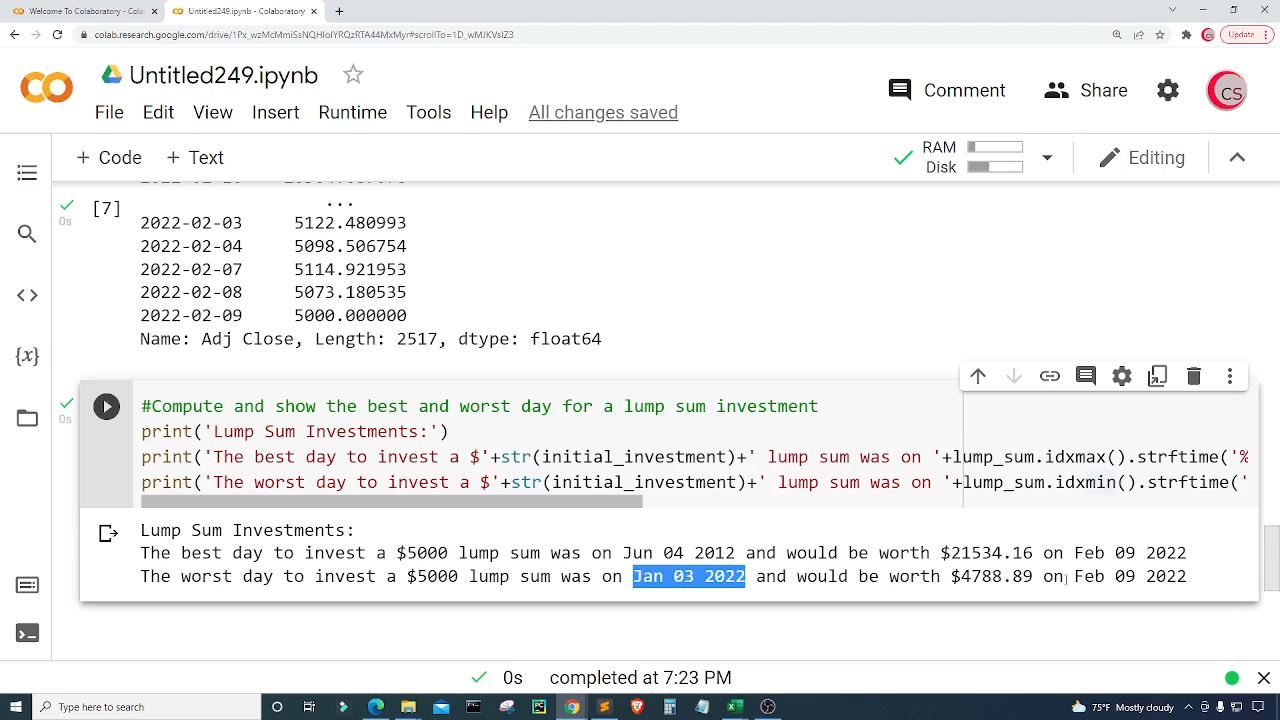 Welcome To Colaboratory - Colal
Untitled249.ipynb - Colaboratory
colab.research.google.com/drive/1Px_wzMcMmiSsNQHIolYRQzRTA44MxMyr#scrollTo=1D_wMJKVsIZ3
Update
Untitled249.ipynb
File Edit View Insert Runtime Tools Help All changes saved
Comment Share CS
+ Code + Text
RAM
Disk
Editing
...
[7]
0s
2022-02-03 5122.480993
2022-02-04 5098.506754
2022-02-07 5114.921953
2022-02-08 5073.180535
2022-02-09 5000.000000
Name: Adj Close, Length: 2517, dtype: float64
{x}
0s
#Compute and show the best and worst day for a lump sum investment
print('Lump Sum Investments:')
print('The best day to invest a $'+str(initial_investment)+' lump sum was on '+lump_sum.idxmax().strftime('%
print('The worst day to invest a $'+str(initial_investment)+' lump sum was on '+lump_sum.idxmin().strftime('
Lump Sum Investments:
The best day to invest a $5000 lump sum was on Jun 04 2012 and would be worth $21534.16 on Feb 09 2022
The worst day to invest a $5000 lump sum was on Jan 03 2022 and would be worth $4788.89 on Feb 09 2022
0s completed at 7:23 PM
Type here to search
73°F Mostly cloudy